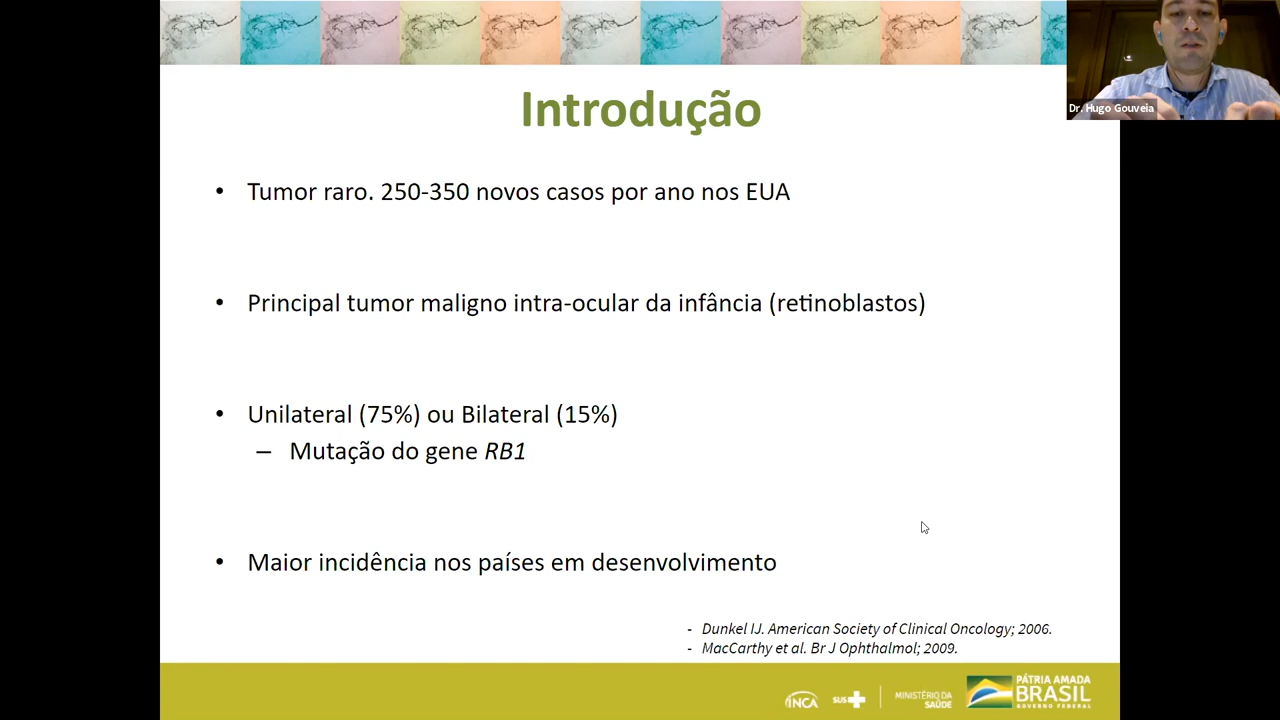 Dr. Hugo Gouveia
Introdução
• Tumor raro. 250-350 novos casos por ano nos EUA
• Principal tumor maligno intra-ocular da infância (retinoblastos)
• Unilateral (75%) ou Bilateral (15%)
– Mutação do gene RB1
• Maior incidência nos países em desenvolvimento
- Dunkel IJ. American Society of Clinical Oncology; 2006.
- MacCarthy et al. Br J Ophthalmol; 2009.
INCA
SUS
MINISTÉRIO DA
SAÚDE
PÁTRIA AMADA
BRASIL
GOVERNO FEDERAL